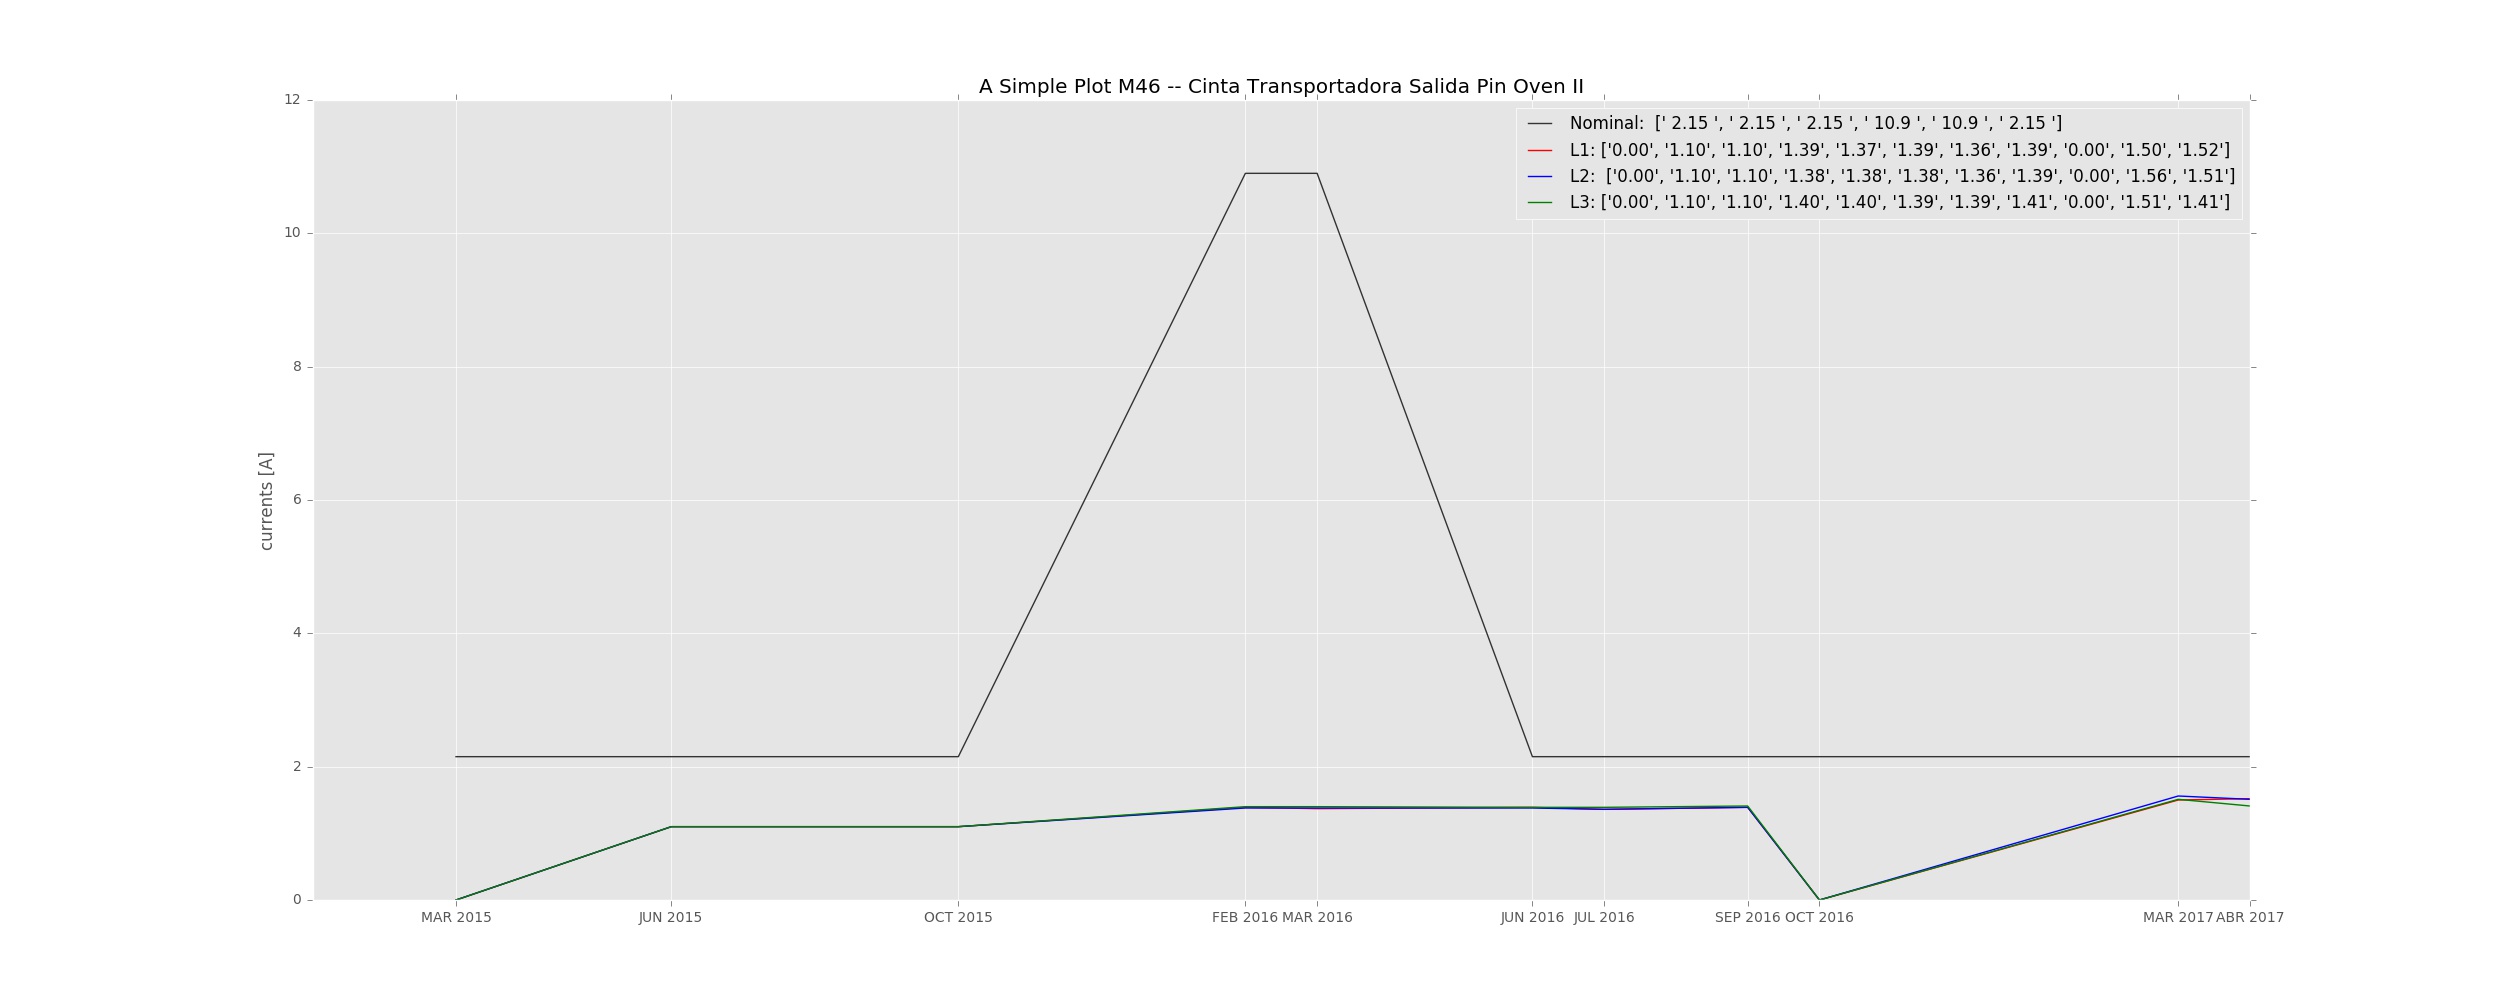 A Simple Plot M46 -- Cinta Transportadora Salida Pin Oven II
Nominal:  [' 2.15 ', ' 2.15 ', ' 2.15 ', ' 10.9 ', ' 10.9 ', ' 2.15 ']
L1: ['0.00', '1.10', '1.10', '1.39', '1.37', '1.39', '1.36', '1.39', '0.00', '1.50', '1.52']
L2:  ['0.00', '1.10', '1.10', '1.38', '1.38', '1.38', '1.36', '1.39', '0.00', '1.56', '1.51']
L3: ['0.00', '1.10', '1.10', '1.40', '1.40', '1.39', '1.39', '1.41', '0.00', '1.51', '1.41']
12
10
8
6
4
2
0
currents [A]
MAR 2015 JUN 2015 OCT 2015 FEB 2016 MAR 2016 JUN 2016 JUL 2016 SEP 2016 OCT 2016 MAR 2017 ABR 2017